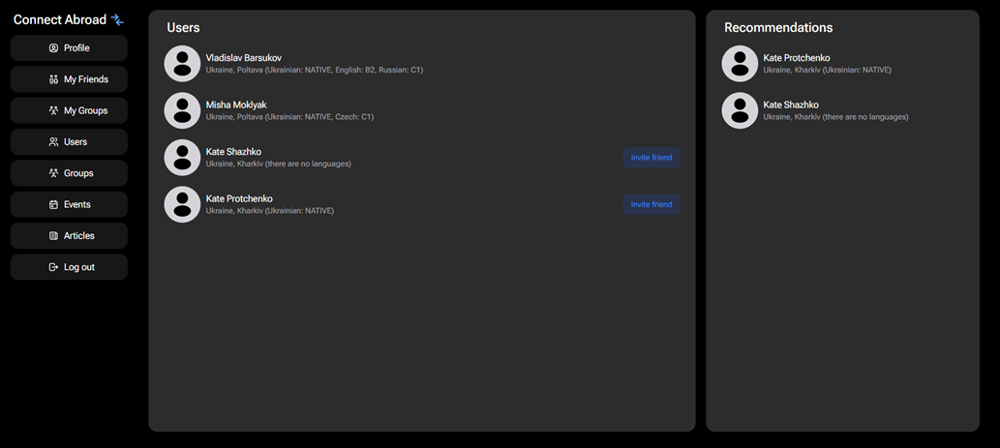 Connect Abroad
Profile
My Friends
My Groups
Users
Groups
Events
Articles
Log out
Users
Vladislav Barsukov
Ukraine, Poltava (Ukrainian: NATIVE, English: B2, Russian: C1)
Misha Moklyak
Ukraine, Poltava (Ukrainian: NATIVE, Czech: C1)
Kate Shazhko
Ukraine, Kharkiv (there are no languages)
Invite friend
Kate Protchenko
Ukraine, Kharkiv (Ukrainian: NATIVE)
Invite friend
Recommendations
Kate Protchenko
Ukraine, Kharkiv (Ukrainian: NATIVE)
Kate Shazhko
Ukraine, Kharkiv (there are no languages)